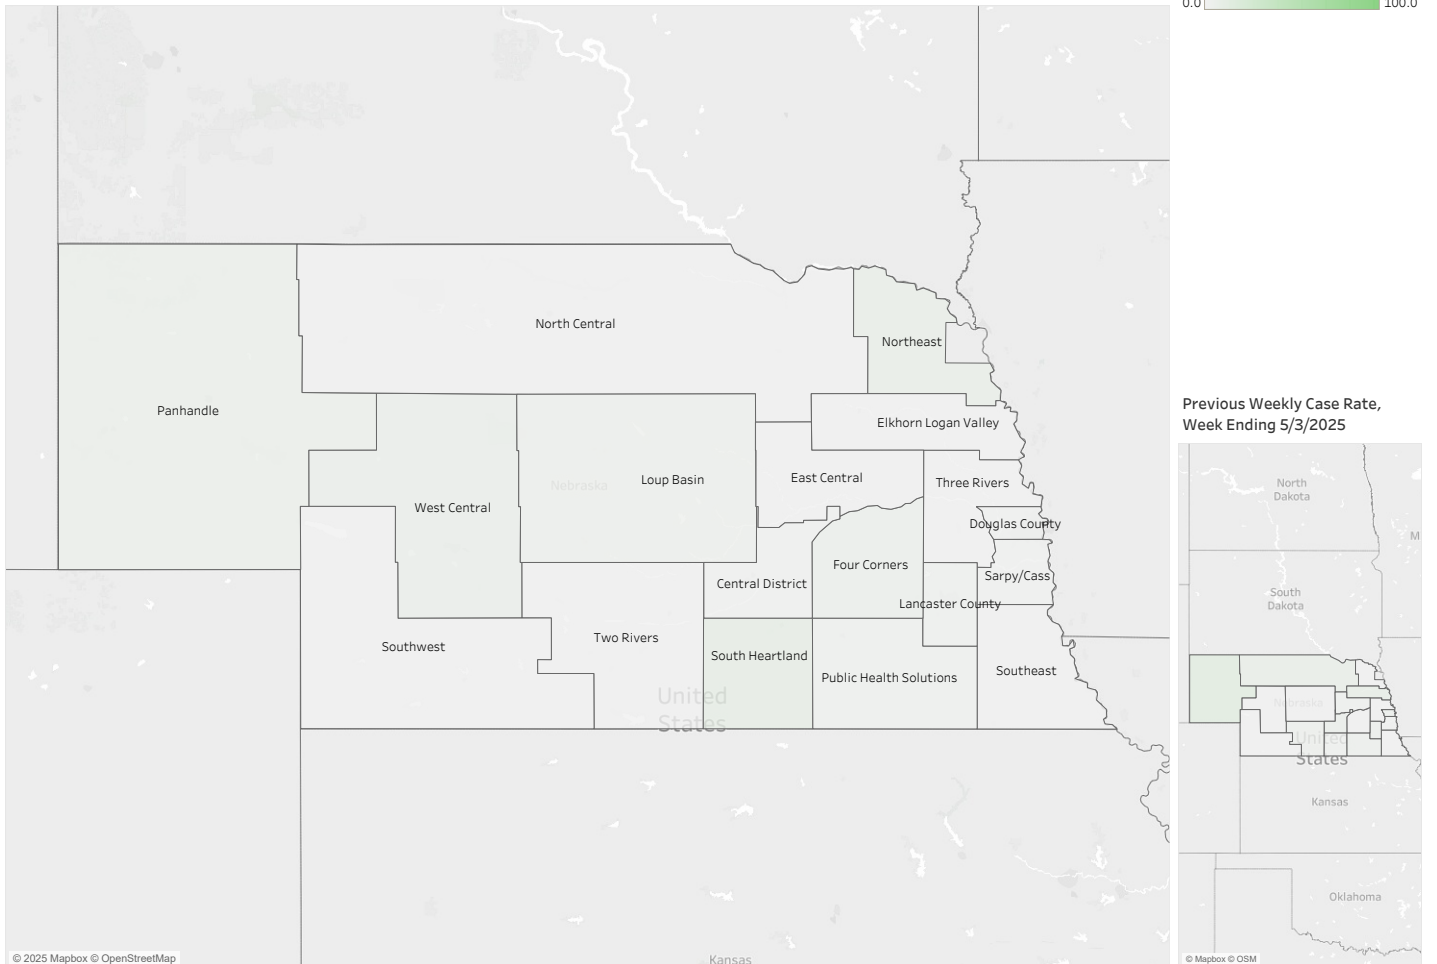 0.0 100.0
North Central
Northeast
Panhandle
Elkhorn Logan Valley
Nebraska
Loup Basin
East Central
Three Rivers
West Central
Douglas County
Four Corners
Central District
Sarpy/Cass
Lancaster County
Southwest
Two Rivers
South Heartland
Public Health Solutions
Southeast
United
States
Kansas
© 2025 Mapbox © OpenStreetMap
Previous Weekly Case Rate,
Week Ending 5/3/2025
North
Dakota
M
South
Dakota
Nebraska
United
States
Kansas
Oklahoma
© Mapbox © OSM